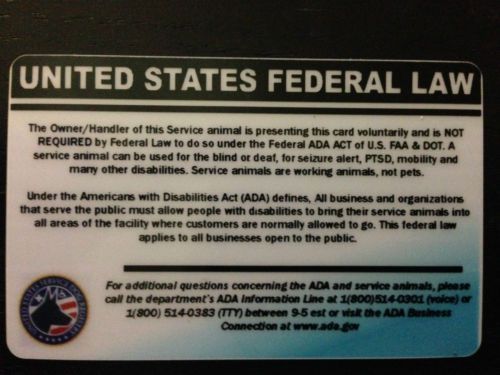 UNITED STATES FEDERAL LAW
The Owner/Handler of this Service animal is presenting this card voluntarily and is NOT
REQUIRED by Federal Law to do so under the Federal ADA ACT of U.S. FAA & DOT. A
service animal can be used for the blind or deaf, for seizure alert, PTSD, mobility and
many other disabilities. Service animals are working animals, not pets.
Under the Americans with Disabilities Act (ADA) defines, All business and organizations
that serve the public must allow people with disabilities to bring their service animals into
all areas of the facility where customers are normally allowed to go. This federal law
applies to all businesses open to the public.
For additional questions concerning the ADA and service animals, please
call the department's ADA Information Line at 1(800)514-0301 (voice) or
1(800) 514-0383 (TTY) between 9-5 est or visit the ADA Business
Connection at www.ada.gov